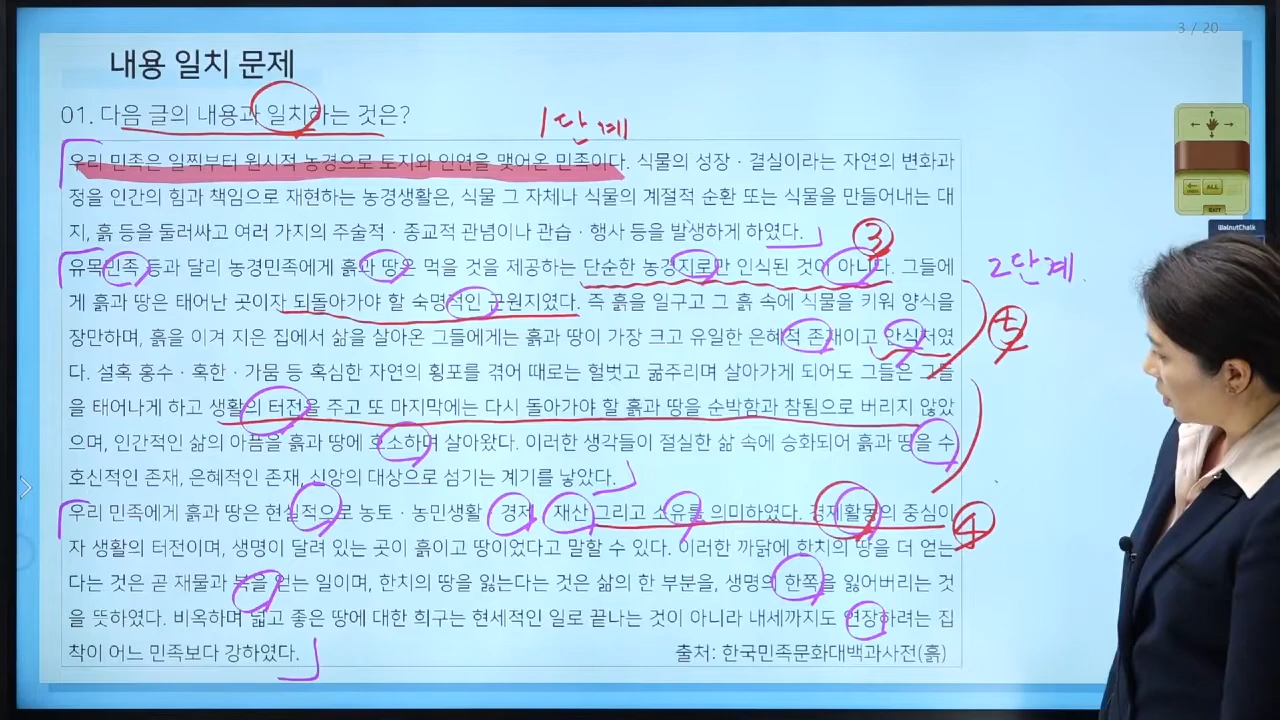 3 / 20
내용 일치 문제
01. 다음 글의 내용과 일치하는 것은?
1단계
우리 민족은 일찍부터 원시적 농경으로 토지와 인연을 맺어온 민족이다. 식물의 성장 · 결실이라는 자연의 변화과
정을 인간의 힘과 책임으로 재현하는 농경생활은, 식물 그 자체나 식물의 계절적 순환 또는 식물을 만들어내는 대
지, 흙 등을 둘러싸고 여러 가지의 주술적 · 종교적 관념이나 관습 · 행사 등을 발생하게 하였다.
③
유목민족 등과 달리 농경민족에게 흙과 땅은 먹을 것을 제공하는 단순한 농경지로만 인식된 것이 아니다. 그들에
2단계
게 흙과 땅은 태어난 곳이자 되돌아가야 할 숙명적인 근원지였다. 즉 흙을 일구고 그 흙 속에 식물을 키워 양식을
장만하며, 흙을 이겨 지은 집에서 삶을 살아온 그들에게는 흙과 땅이 가장 크고 유일한 은혜적 존재이고 안식처였
다. 설혹 홍수 · 혹한 · 가뭄 등 혹심한 자연의 횡포를 겪어 때로는 헐벗고 굶주리며 살아가게 되어도 그들은 그들
을 태어나게 하고 생활의 터전을 주고 또 마지막에는 다시 돌아가야 할 흙과 땅을 순박함과 참됨으로 버리지 않았
으며, 인간적인 삶의 아픔을 흙과 땅에 호소하며 살아왔다. 이러한 생각들이 절실한 삶 속에 승화되어 흙과 땅을 수
호신적인 존재, 은혜적인 존재, 신앙의 대상으로 섬기는 계기를 낳았다.
우리 민족에게 흙과 땅은 현실적으로 농토 · 농민생활 · 경제 · 재산 그리고 소유를 의미하였다. 경제활동의 중심이
자 생활의 터전이며, 생명이 달려 있는 곳이 흙이고 땅이었다고 말할 수 있다. 이러한 까닭에 한치의 땅을 더 얻는
다는 것은 곧 재물과 복을 얻는 일이며, 한치의 땅을 잃는다는 것은 삶의 한 부분을, 생명의 한쪽을 잃어버리는 것
을 뜻하였다. 비옥하며 넓고 좋은 땅에 대한 희구는 현세적인 일로 끝나는 것이 아니라 내세까지도 연장하려는 집
착이 어느 민족보다 강하였다.
출처: 한국민족문화대백과사전(흙)
ALL
EXIT
WalnutChalk